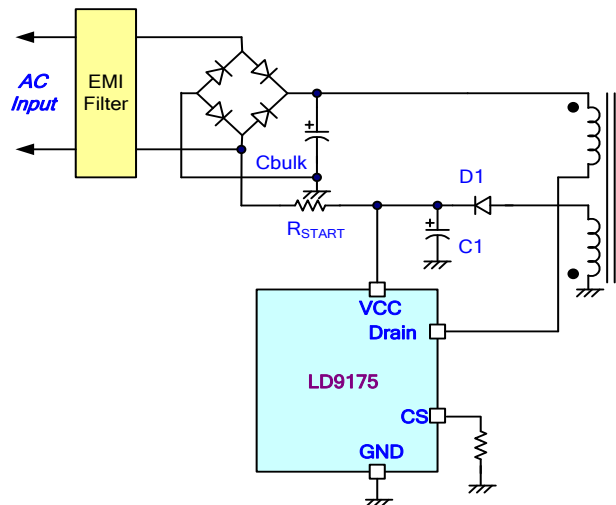 AC
Input
EMI
Filter
+
Cbulk
D1
RSTART
+
C1
VCC
Drain
LD9175
CS
GND